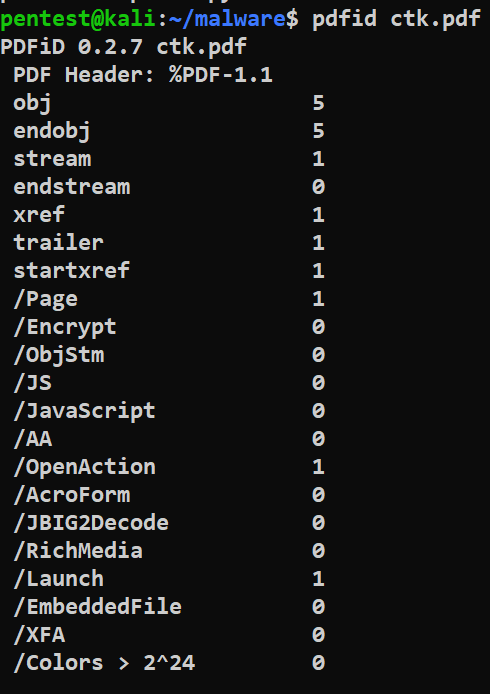 pentest@kali:~/malware$ pdfid ctk.pdf
PDFiD 0.2.7 ctk.pdf
PDF Header: %PDF-1.1
obj 5
endobj 5
stream 1
endstream 0
xref 1
trailer 1
startxref 1
/Page 1
/Encrypt 0
/ObjStm 0
/JS 0
/JavaScript 0
/AA 0
/OpenAction 1
/AcroForm 0
/JBIG2Decode 0
/RichMedia 0
/Launch 1
/EmbeddedFile 0
/XFA 0
/Colors > 2^24 0